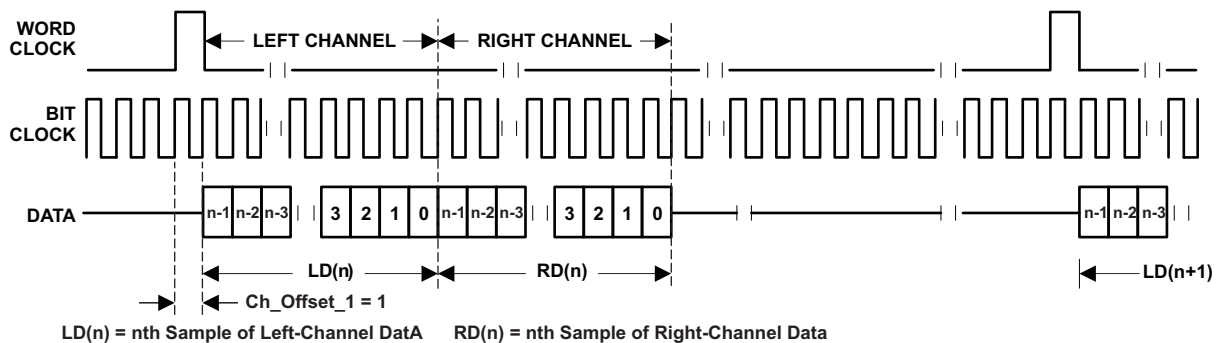 WORD
CLOCK
LEFT CHANNEL
RIGHT CHANNEL
BIT
CLOCK
DATA
n-1 n-2 n-3 3 2 1 0 n-1 n-2 n-3 3 2 1 0 n-1 n-2 n-3
LD(n) RD(n) LD(n+1)
Ch_Offset_1 = 1
LD(n) = nth Sample of Left-Channel DatA RD(n) = nth Sample of Right-Channel Data